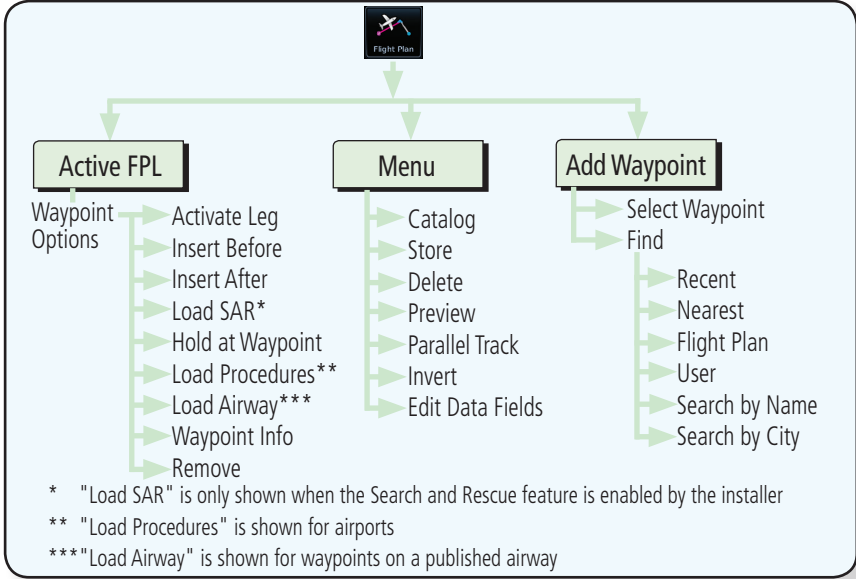 Flight Plan
Active FPL
Waypoint
Options
Activate Leg
Insert Before
Insert After
Load SAR*
Hold at Waypoint
Load Procedures**
Load Airway***
Waypoint Info
Remove
Menu
Catalog
Store
Delete
Preview
Parallel Track
Invert
Edit Data Fields
Add Waypoint
Select Waypoint
Find
Recent
Nearest
Flight Plan
User
Search by Name
Search by City
* "Load SAR" is only shown when the Search and Rescue feature is enabled by the installer
** "Load Procedures" is shown for airports
***"Load Airway" is shown for waypoints on a published airway